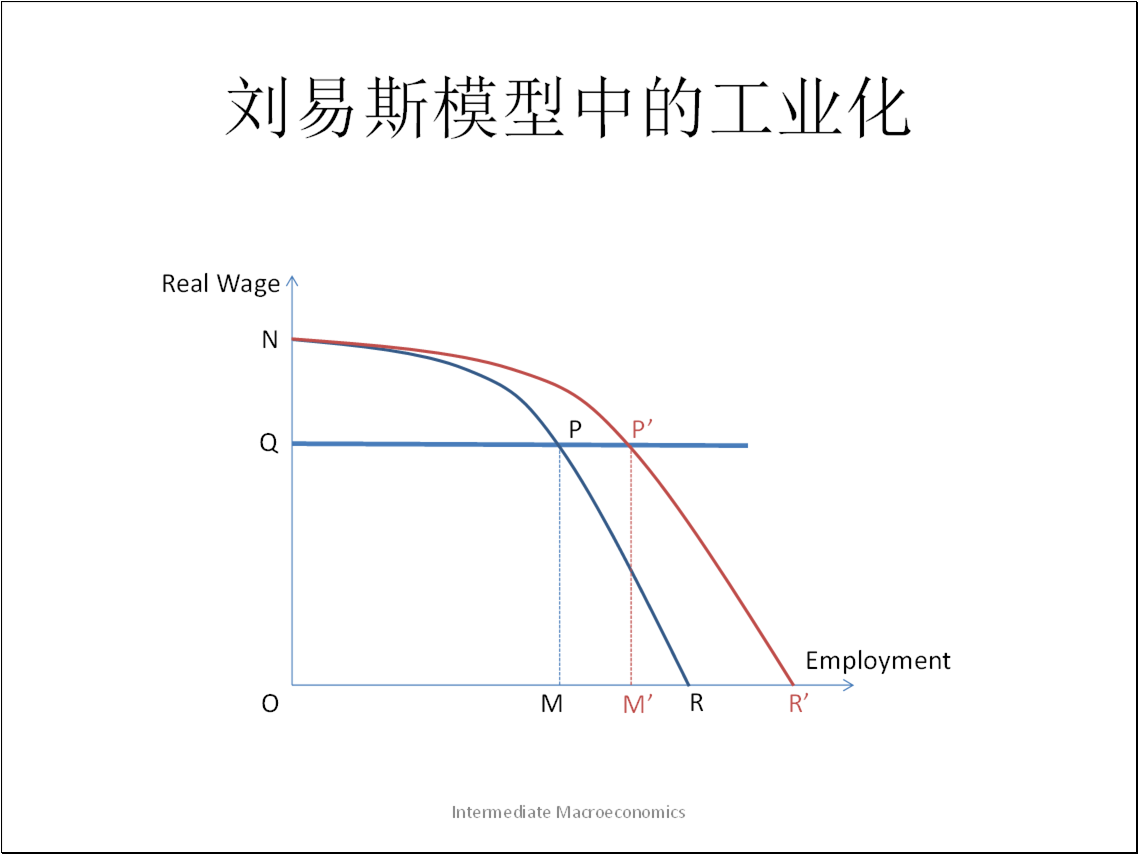 刘易斯模型中的工业化
Real Wage
N
Q
P
P’
Employment
O
M
M’
R
R’
Intermediate Macroeconomics